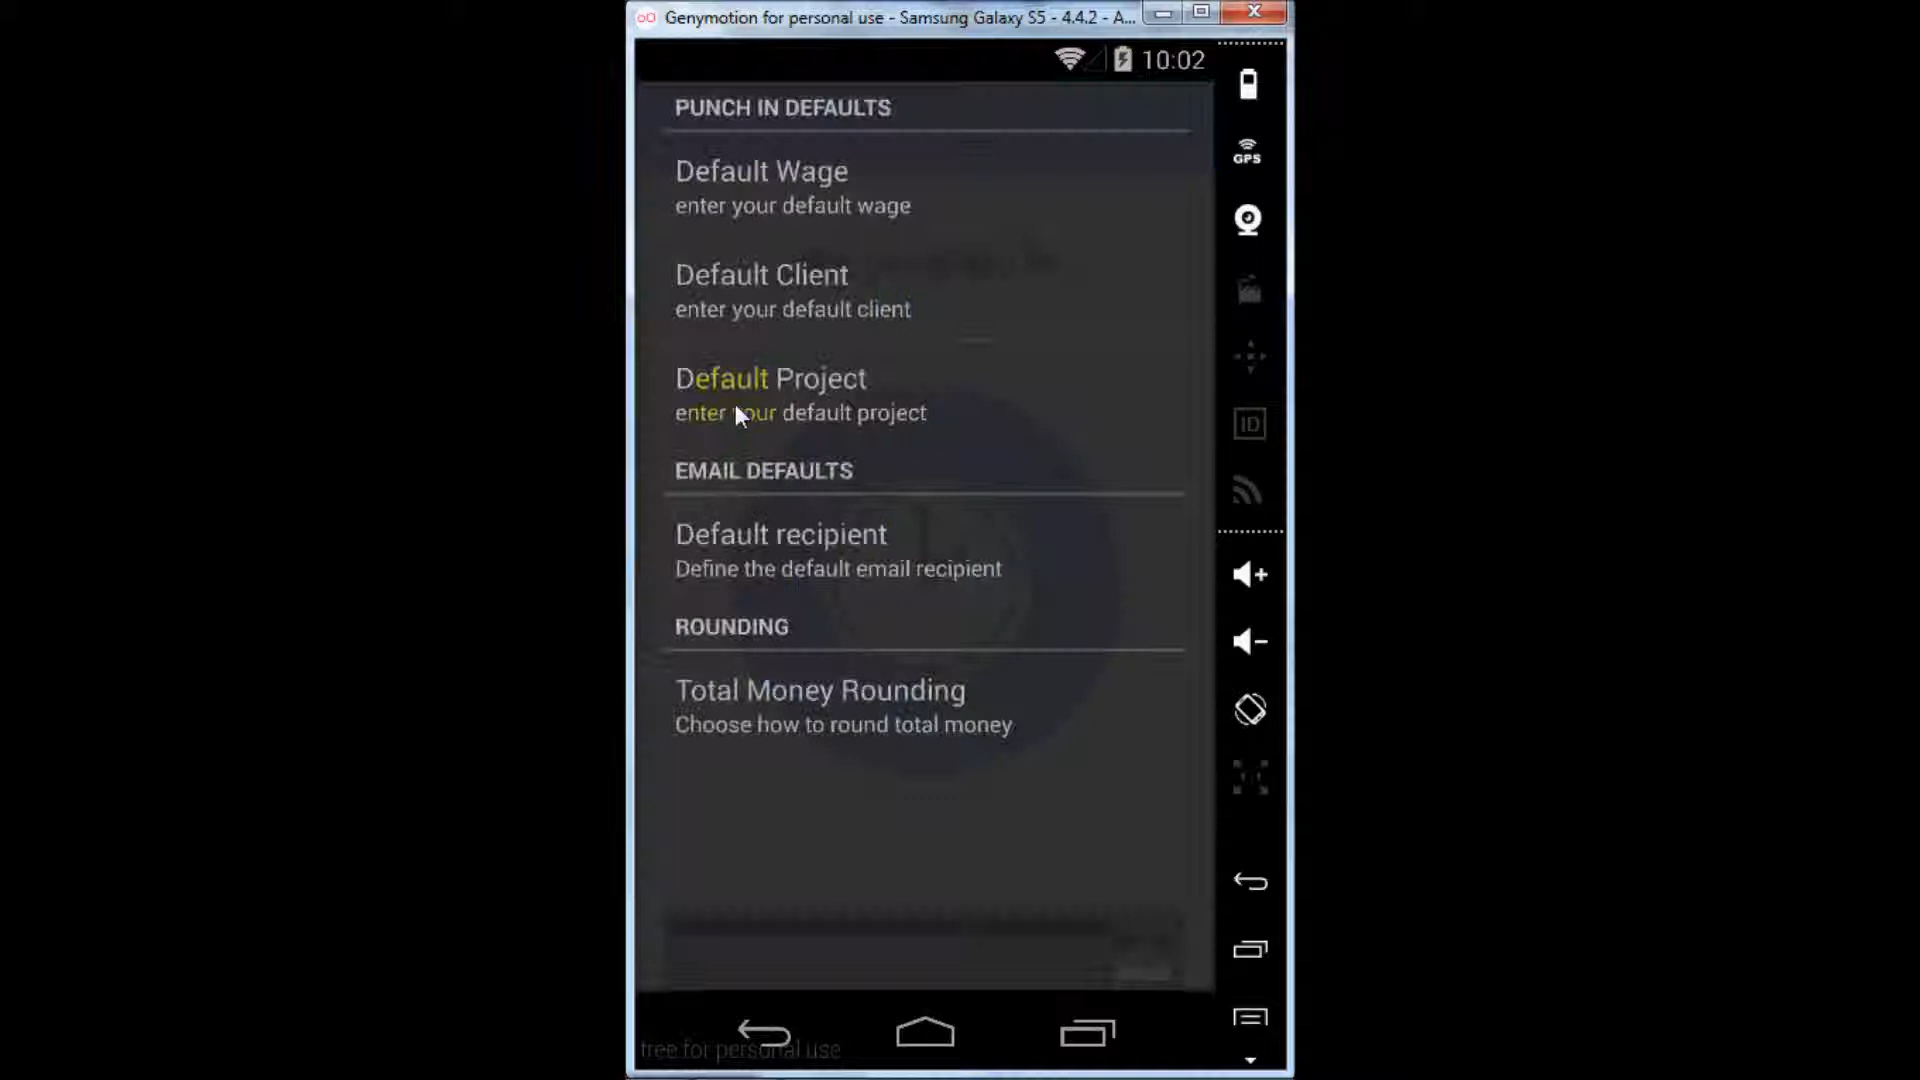 Genymotion for personal use - Samsung Galaxy S5 - 4.4.2 - A...
10:02
PUNCH IN DEFAULTS
GPS
Default Wage
enter your default wage
Default Client
enter your default client
Default Project
enter your default project
ID
EMAIL DEFAULTS
Default recipient
Define the default email recipient
ROUNDING
Total Money Rounding
Choose how to round total money
free for personal use